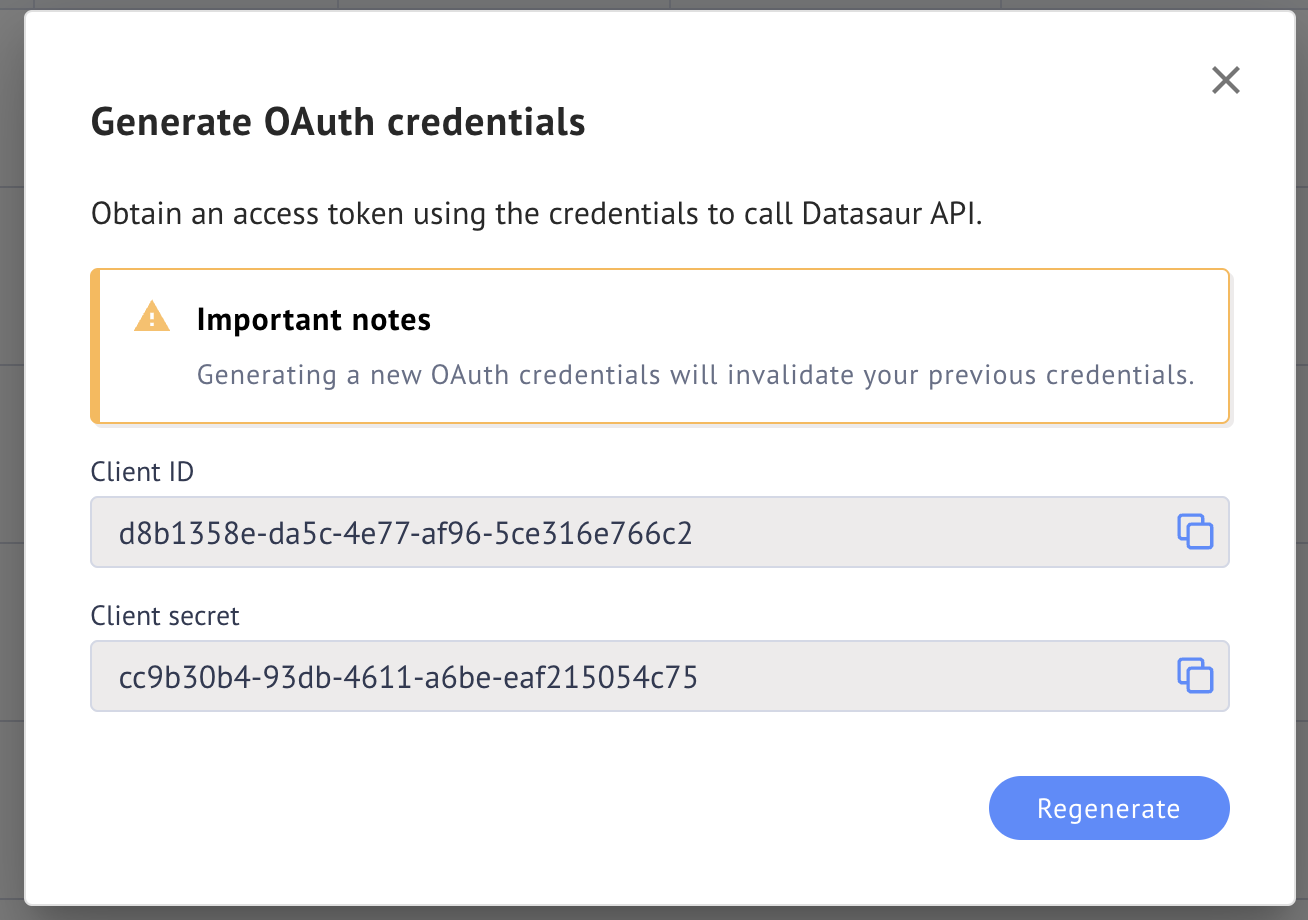 Generate OAuth credentials
Obtain an access token using the credentials to call Datasaur API.
Important notes
Generating a new OAuth credentials will invalidate your previous credentials.
Client ID
d8b1358e-da5c-4e77-af96-5ce316e766c2
Client secret
cc9b30b4-93db-4611-a6be-eaf215054c75
Regenerate